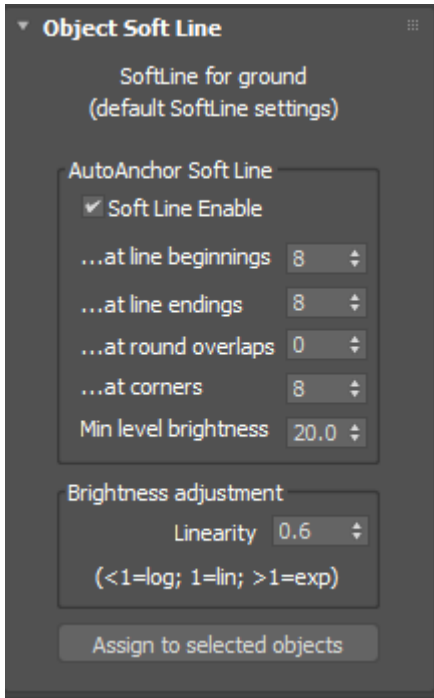 Object Soft Line
SoftLine for ground
(default SoftLine settings)
AutoAnchor Soft Line
Soft Line Enable
...at line beginnings 8
...at line endings 8
...at round overlaps 0
...at corners 8
Min level brightness 20.0
Brightness adjustment
Linearity 0.6
(<1=log; 1=lin; >1=exp)
Assign to selected objects